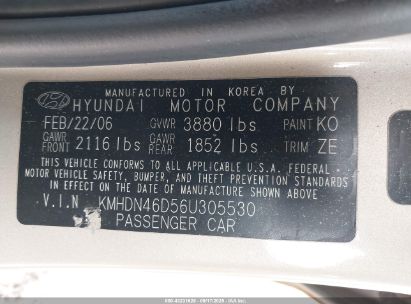 MANUFACTURED IN KOREA BY
HYUNDAI MOTOR COMPANY
FEB/22/06 GVWR 3880 lbs PAINT KO
GAWR FRONT 2116 lbs GAWR REAR 1852 lbs TRIM ZE
THIS VEHICLE CONFORMS TO ALL APPLICABLE U.S.A. FEDERAL
MOTOR VEHICLE SAFETY, BUMPER, AND THEFT PREVENTION STANDARDS
IN EFFECT ON THE DATE OF MANUFACTURE SHOWN ABOVE.
V.I.N KMHDN46D56U305530
PASSENGER CAR